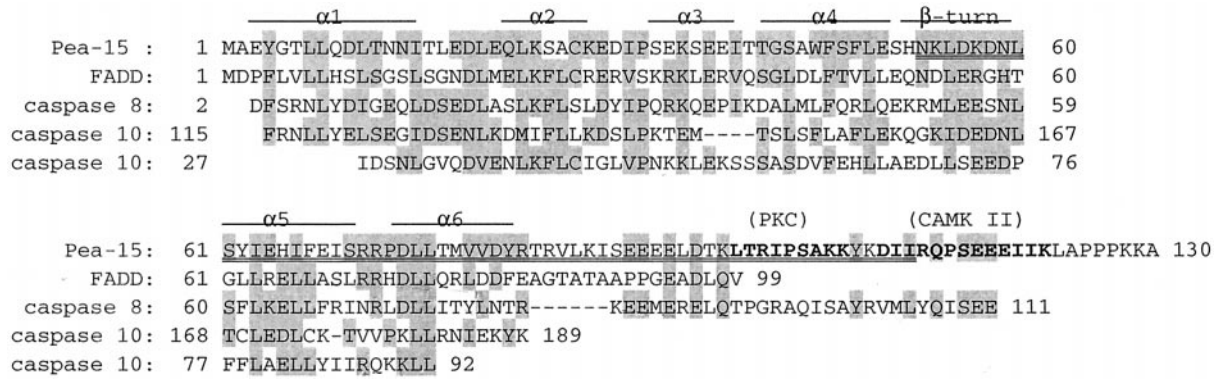 α1 α2 α3 α4 β-turn
Pea-15 : 1 MAEYGTLLQDLTNNITLEDLEQLKSACKEDIPSEKSEEITTGSAWFSFLESHNKLDKDNL 60
FADD: 1 MDPFLVLLHSLSGSLSGNDLMELKFLCRERVSKRKLERVQSGLDLFTVLLEQNDLERGHT 60
caspase 8: 2 DFSRNLYDIGEQLDSEDLASLKFLSLDYIPQRKQEPIKDALMLFQRLQEKRMLEESNL 59
caspase 10: 115 FRNLLYELSEGIDSENLKDMIFLLKDSLPKTEM----TSLSFLAFLEKQGKIDEDNL 167
caspase 10: 27 IDSNLGVQDVENLKFLCIGLVPNKKLEKSSSASDVFEHLLAEDLLSEEDP 76
α5 α6 (PKC) (CAMK II)
Pea-15: 61 SYIEHIFEISRRPDLLTMVVDYRTRVLKISEEEELDTKLTRIPSAKKYKDIIRQPSEEEIIKLAPPPKKA 130
FADD: 61 GLLRELLASLRRHDLLQRLDDFEAGTATAAPPGEADLQV 99
caspase 8: 60 SFLKELLFRINRLDLLITYLNTR------KEEMERELQTPGRAQISAYRVMLYQISEE 111
caspase 10: 168 TCLEDLCK-TVVPKLLRNIEKYK 189
caspase 10: 77 FFLAELLYIIRQKKLL 92